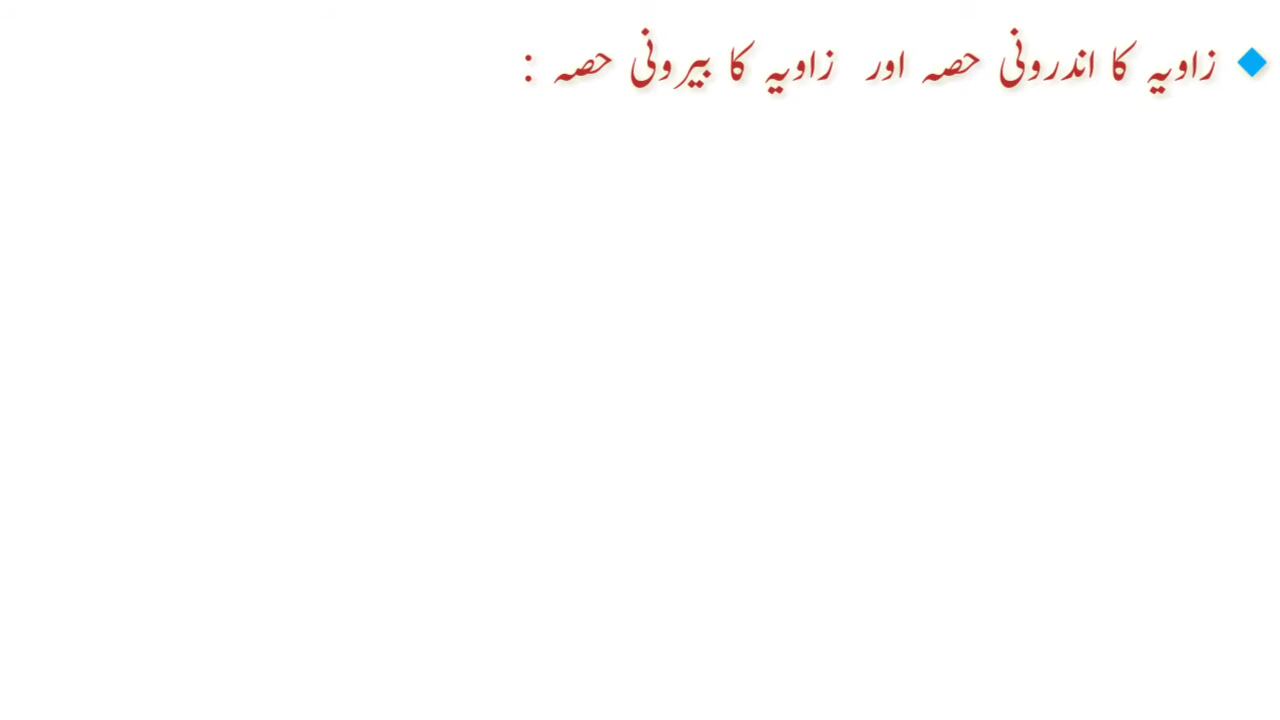 زاویہ کا اندرونی حصہ اور زاویہ کا بیرونی حصہ :